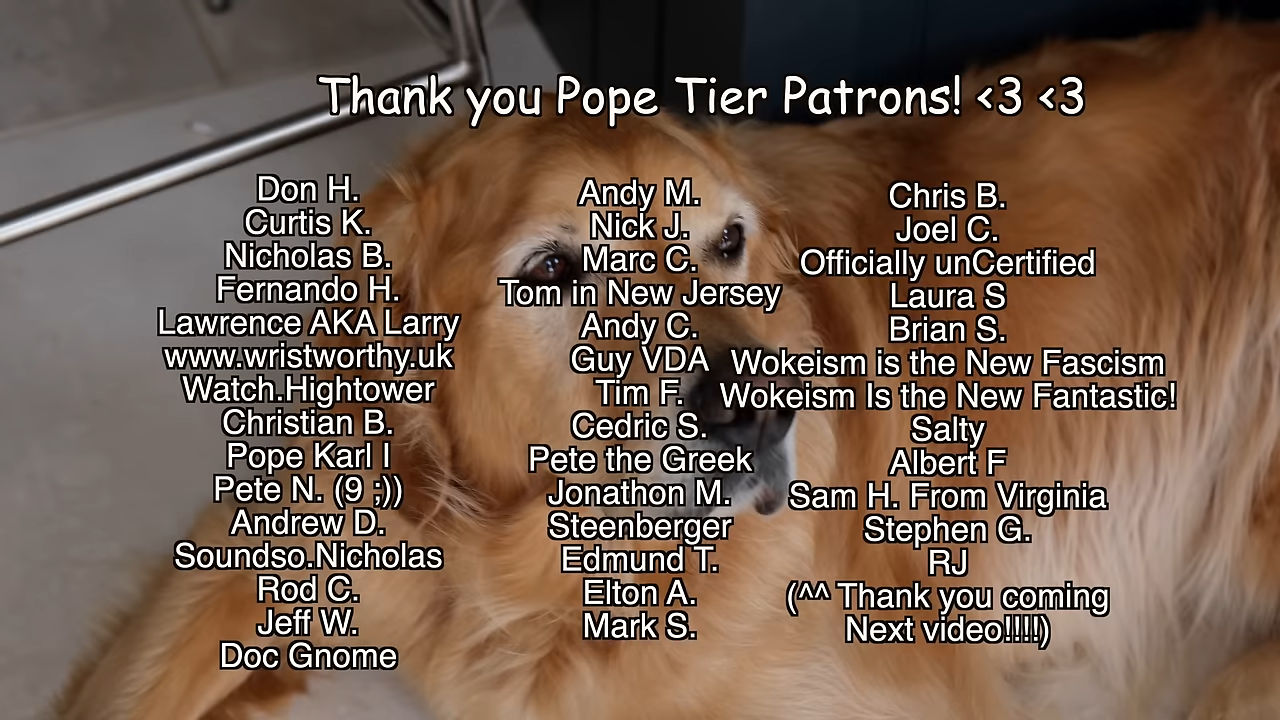 Thank you Pope Tier Patrons! <3 <3
Don H.
Curtis K.
Nicholas B.
Fernando H.
Lawrence AKA Larry
www.wristworthy.uk
Watch.Hightower
Christian B.
Pope Karl I
Pete N. (9 ;))
Andrew D.
Soundso.Nicholas
Rod C.
Jeff W.
Doc Gnome
Andy M.
Nick J.
Marc C.
Tom in New Jersey
Andy C.
Guy VDA
Tim F.
Cedric S.
Pete the Greek
Jonathon M.
Steenberger
Edmund T.
Elton A.
Mark S.
Chris B.
Joel C.
Officially unCertified
Laura S
Brian S.
Wokeism is the New Fascism
Wokeism Is the New Fantastic!
Salty
Albert F
Sam H. From Virginia
Stephen G.
RJ
(^^ Thank you coming
Next video!!!!)